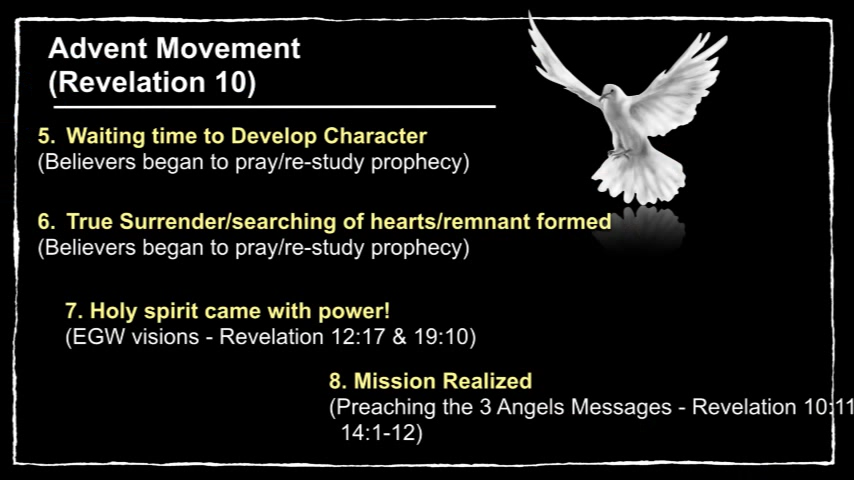 Advent Movement
(Revelation 10)
5. Waiting time to Develop Character
(Believers began to pray/re-study prophecy)
6. True Surrender/searching of hearts/remnant formed
(Believers began to pray/re-study prophecy)
7. Holy spirit came with power!
(EGW visions - Revelation 12:17 & 19:10)
8. Mission Realized
(Preaching the 3 Angels Messages - Revelation 10:11
14:1-12)